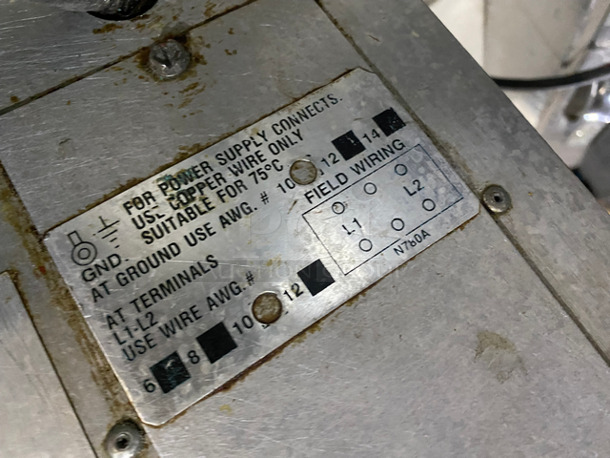 FOR POWER SUPPLY CONNECTS.
USE COPPER WIRE ONLY
SUITABLE FOR 75°C
GND
AT GROUND USE AWG. # 10 12 14
AT TERMINALS
L1-L2
USE WIRE AWG.#
6 8 10 12
FIELD WIRING
L1 L2
N780A